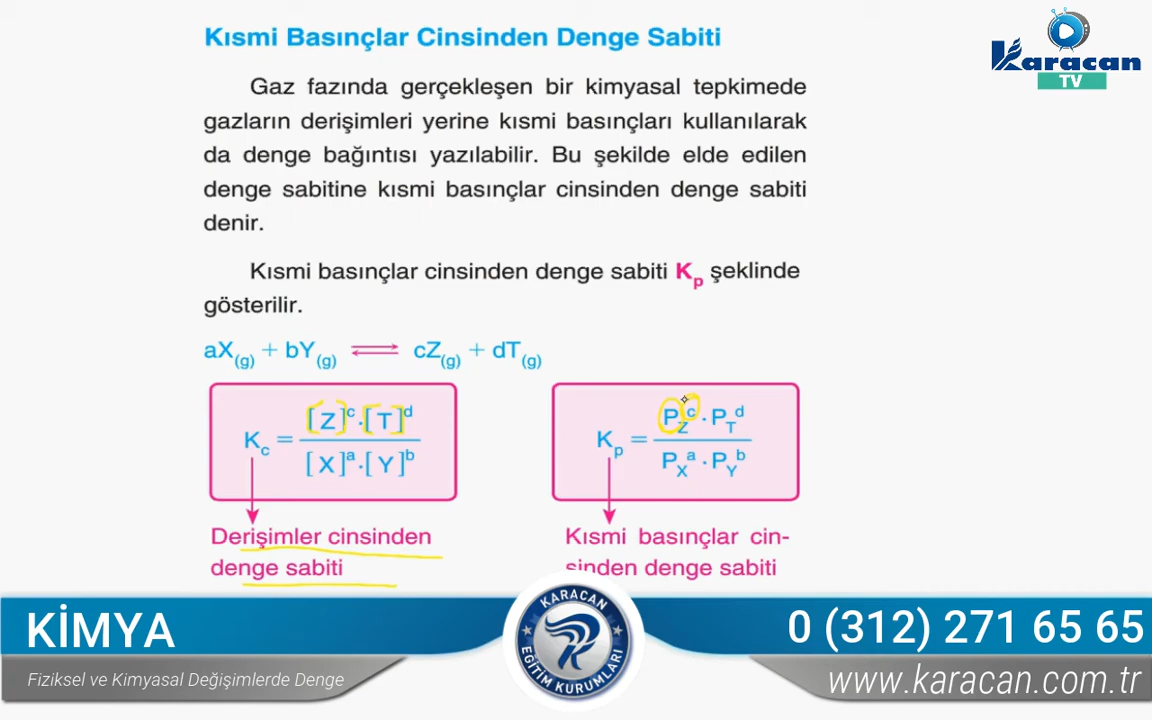 Kısmi Basınçlar Cinsinden Denge Sabiti
Karacan
TV
Gaz fazında gerçekleşen bir kimyasal tepkimede
gazların derişimleri yerine kısmi basınçları kullanılarak
da denge bağıntısı yazılabilir. Bu şekilde elde edilen
denge sabitine kısmi basınçlar cinsinden denge sabiti
denir.
Kısmi basınçlar cinsinden denge sabiti Kp şeklinde
gösterilir.
aX(g) + bY(g) ⇌ cZ(g) + dT(g)
Kc = [Z]^c · [T]^d / [X]^a · [Y]^b
Kp = P_Z^c · P_T^d / P_X^a · P_Y^b
Derişimler cinsinden
denge sabiti
Kısmi basınçlar cin-
sinden denge sabiti
KİMYA
Fiziksel ve Kimyasal Değişimlerde Denge
KARACAN
EĞİTİM KURUMLARI
0 (312) 271 65 65
www.karacan.com.tr